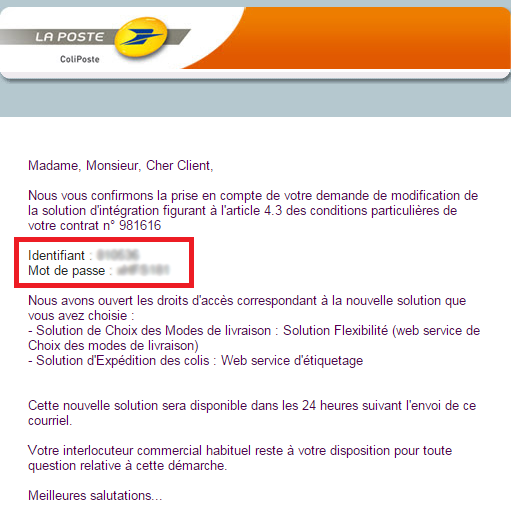 LA POSTE
ColiPoste
Madame, Monsieur, Cher Client,
Nous vous confirmons la prise en compte de votre demande de modification de
la solution d'intégration figurant à l'article 4.3 des conditions particulières de
votre contrat n° 981616
Identifiant :
Mot de passe :
Nous avons ouvert les droits d'accès correspondant à la nouvelle solution que
vous avez choisie :
- Solution de Choix des Modes de livraison : Solution Flexibilité (web service de
Choix des modes de livraison)
- Solution d'Expédition des colis : Web service d'étiquetage
Cette nouvelle solution sera disponible dans les 24 heures suivant l'envoi de ce
courriel.
Votre interlocuteur commercial habituel reste à votre disposition pour toute
question relative à cette démarche.
Meilleures salutations...